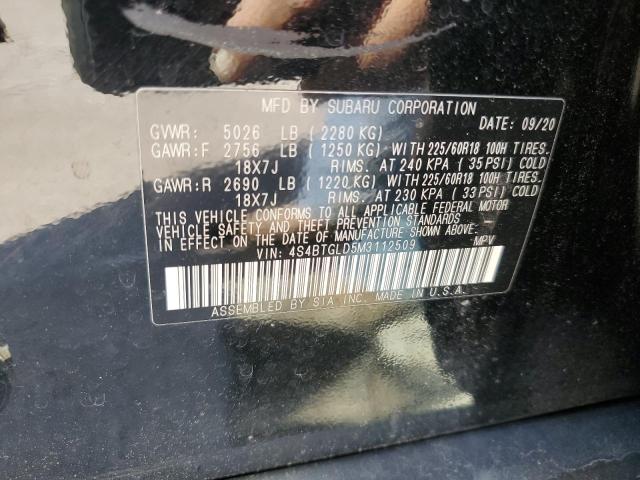 MFD BY SUBARU CORPORATION
GVWR: 5026 LB (2280 KG) DATE: 09/20
GAWR:F 2756 LB (1250 KG) WITH 225/60R18 100H TIRES.
18X7J RIMS. AT 240 KPA (35 PSI) COLD
GAWR:R 2690 LB (1220 KG) WITH 225/60R18 100H TIRES.
18X7J RIMS. AT 230 KPA (33 PSI) COLD
THIS VEHICLE CONFORMS TO ALL APPLICABLE FEDERAL MOTOR
VEHICLE SAFETY AND THEFT PREVENTION STANDARDS
IN EFFECT ON THE DATE OF MANUFACTURE SHOWN ABOVE.
VIN: 4S4BTGLD5M3112509 MPV
ASSEMBLED BY SIA INC. MADE IN U.S.A.